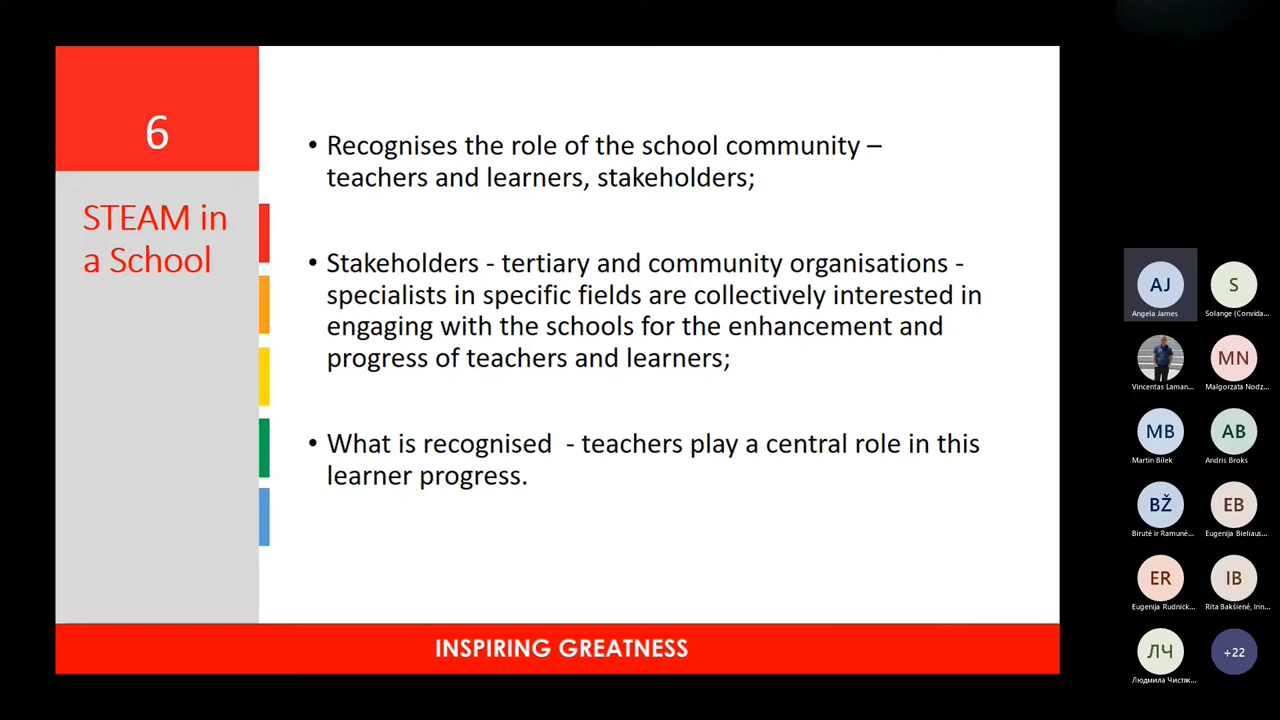 6
STEAM in
a School
• Recognises the role of the school community –
teachers and learners, stakeholders;
• Stakeholders - tertiary and community organisations -
specialists in specific fields are collectively interested in
engaging with the schools for the enhancement and
progress of teachers and learners;
• What is recognised  - teachers play a central role in this
learner progress.
INSPIRING GREATNESS
AJ
Angela James
S
Solange (Convida...
Vincentas Laman...
MN
Małgorzata Nodz...
MB
Martin Bílek
AB
Andris Broks
BŽ
Birutė ir Ramunė...
EB
Eugenija Bieliaus...
ER
Eugenija Rudnick...
IB
Rita Bakšienė, Irin...
ЛЧ
Людмила Чистяк...
+22